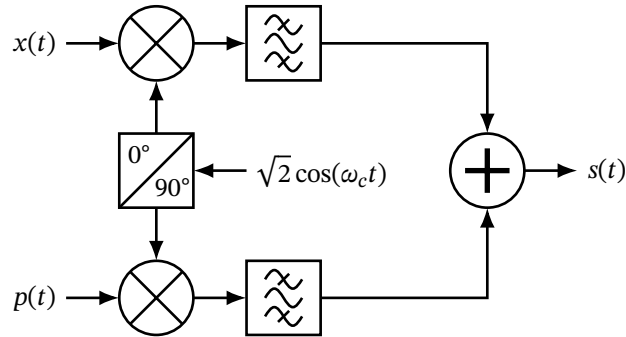 x(t)
0°
90°
√2 cos(ω_c t)
s(t)
p(t)